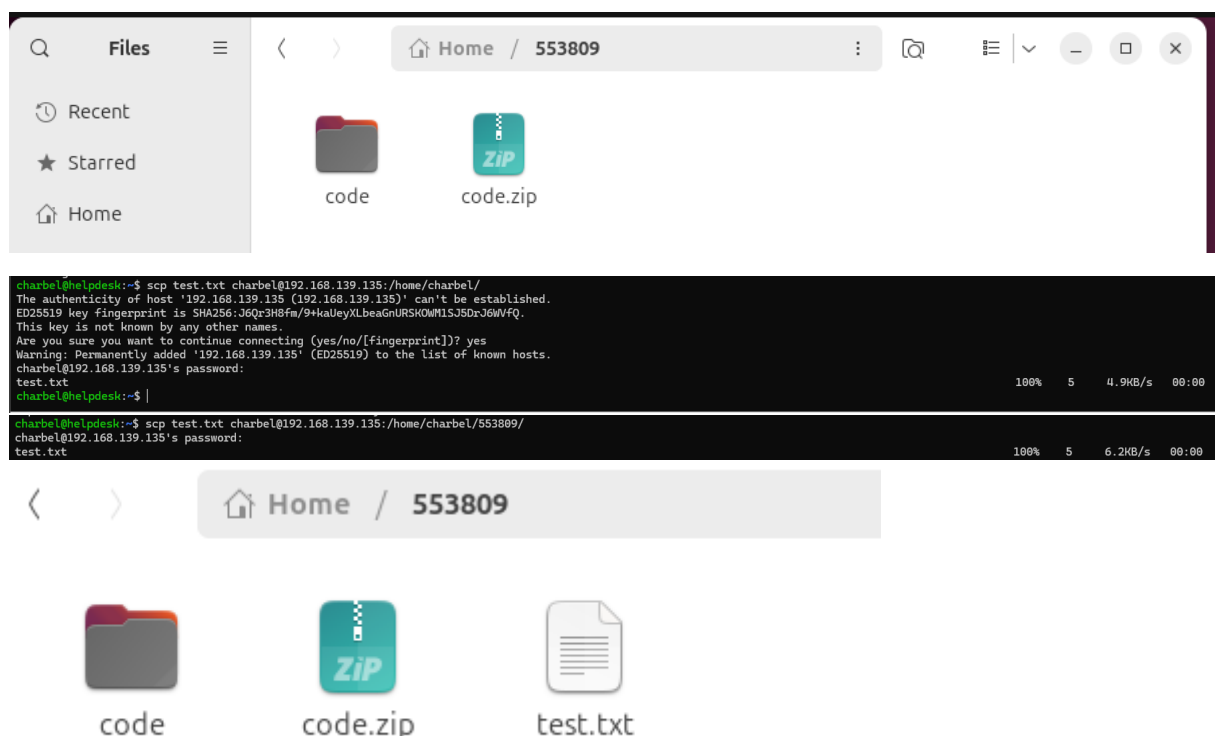 Files
Home / 553809
Recent
Starred
Home
code
ZiP
code.zip
charbel@helpdesk:~$ scp test.txt charbel@192.168.139.135:/home/charbel/
The authenticity of host '192.168.139.135 (192.168.139.135)' can't be established.
ED25519 key fingerprint is SHA256:J6Qr3H8fm/9+kaUeyXLbeaGnURSKOWM1SJ5DrJ6WVfQ.
This key is not known by any other names.
Are you sure you want to continue connecting (yes/no/[fingerprint])? yes
Warning: Permanently added '192.168.139.135' (ED25519) to the list of known hosts.
charbel@192.168.139.135's password:
test.txt 100% 5 4.9KB/s 00:00
charbel@helpdesk:~$
charbel@helpdesk:~$ scp test.txt charbel@192.168.139.135:/home/charbel/553809/
charbel@192.168.139.135's password:
test.txt 100% 5 6.2KB/s 00:00
Home / 553809
ZiP
code code.zip test.txt